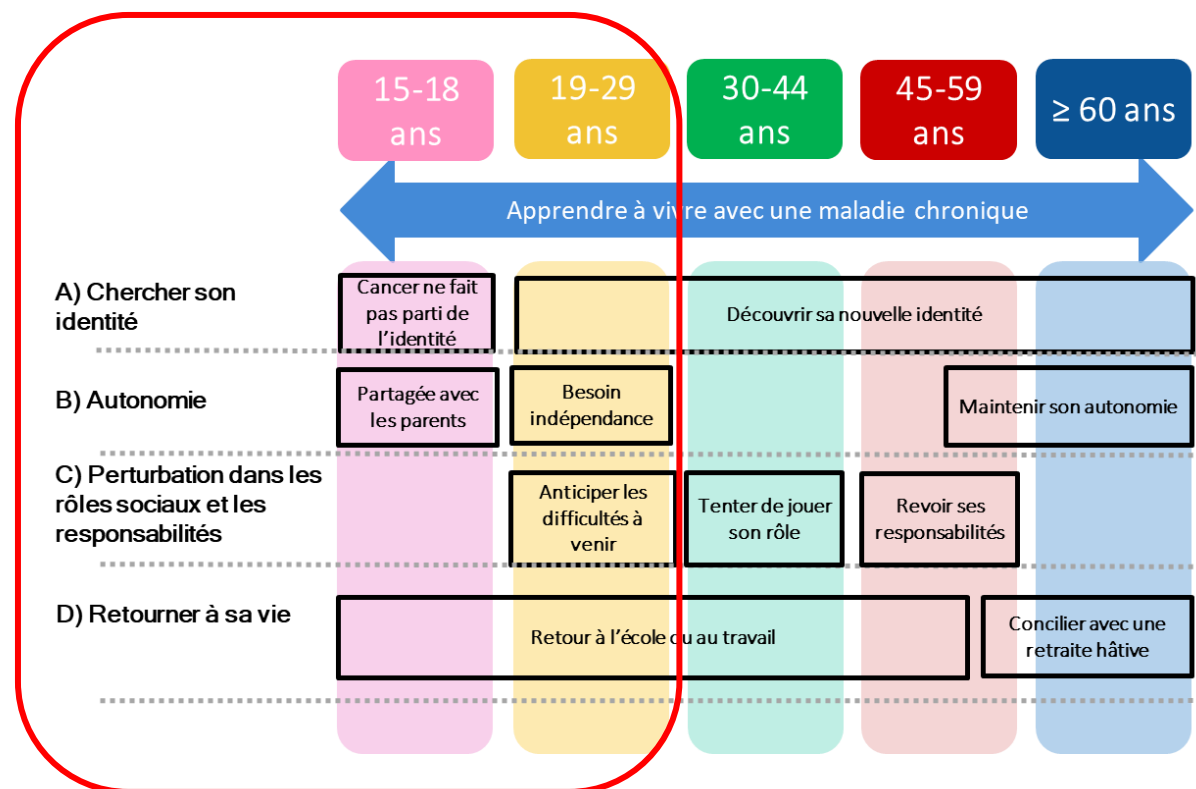 15-18
ans
19-29
ans
30-44
ans
45-59
ans
≥ 60 ans
Apprendre à vivre avec une maladie chronique
A) Chercher son
identité
Cancer ne fait
pas parti de
l'identité
Découvrir sa nouvelle identité
B) Autonomie
Partagée avec
les parents
Besoin
indépendance
Maintenir son autonomie
C) Perturbation dans les
rôles sociaux et les
responsabilités
Anticiper les
difficultés à
venir
Tenter de jouer
son rôle
Revoir ses
responsabilités
D) Retourner à sa vie
Retour à l'école ou au travail
Concilier avec une
retraite hâtive